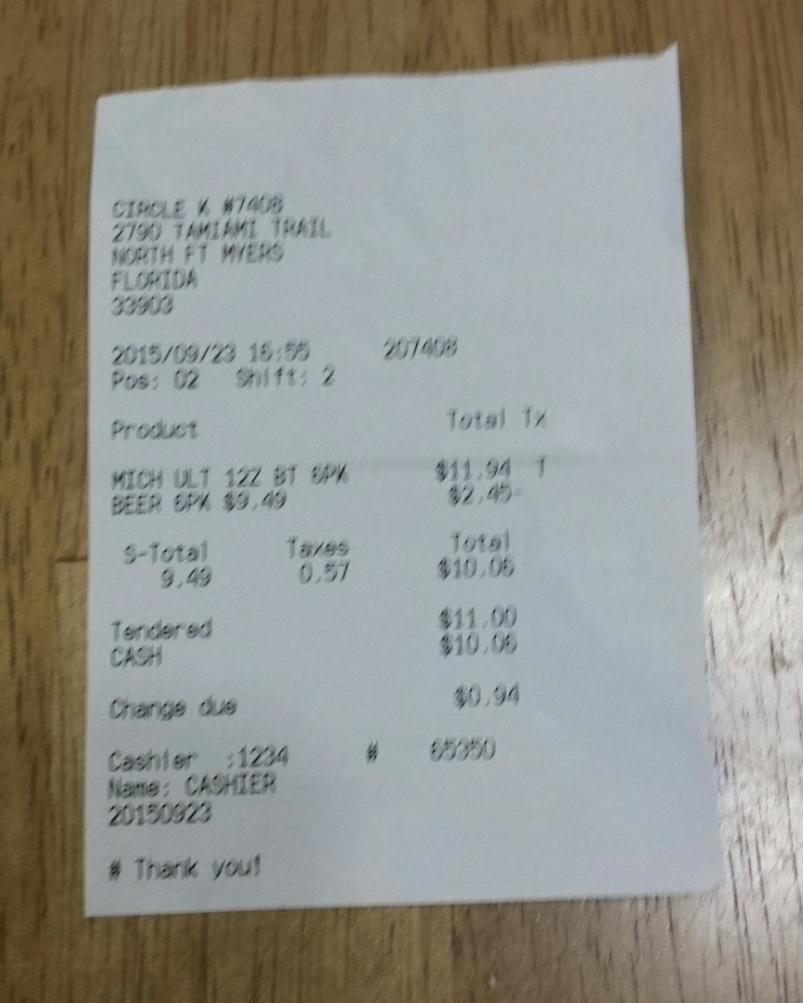 CIRCLE K #7408
2790 TAMIAMI TRAIL
NORTH FT MYERS
FLORIDA
33903
2015/09/23 16:55 207408
Pos: 02 Shift: 2
Product Total Tx
MICH ULT 12Z BT 6PK $11.94 T
BEER 6PK $9.49 $2.45-
S-Total Taxes Total
9.49 0.57 $10.06
Tendered $11.00
CASH $10.06
Change due $0.94
Cashier :1234 # 65350
Name: CASHIER
20150923
# Thank you!